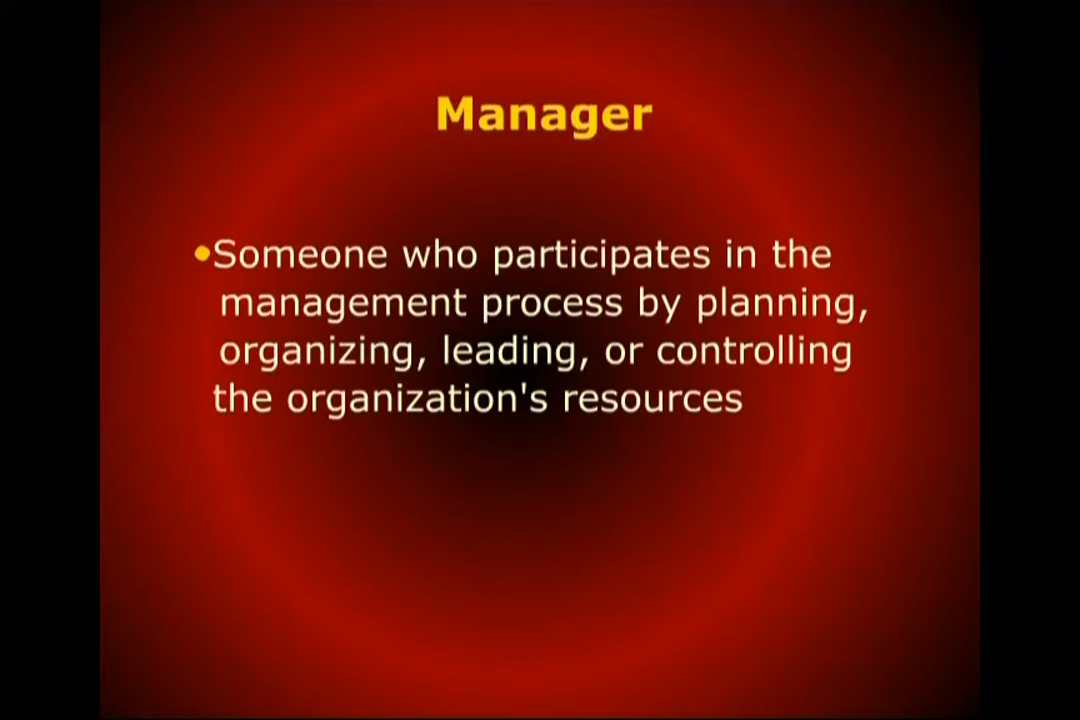 Manager
•Someone who participates in the
management process by planning,
organizing, leading, or controlling
the organization's resources